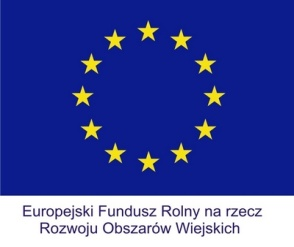 Europejski Fundusz Rolny na rzecz
Rozwoju Obszarów Wiejskich